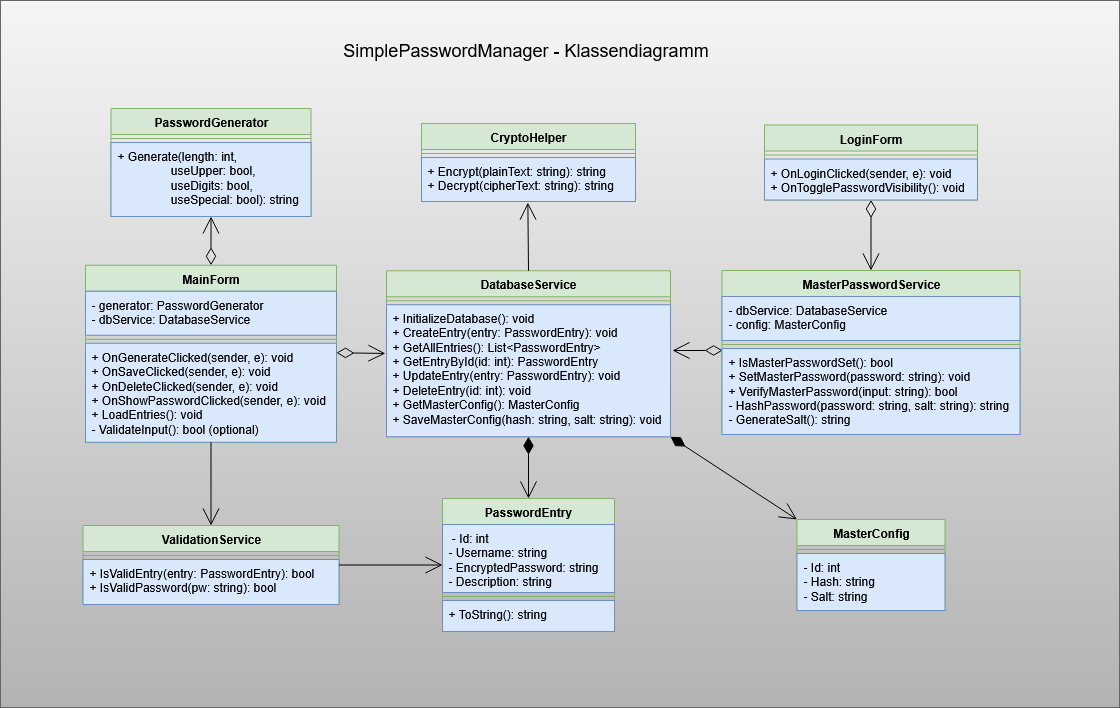 SimplePasswordManager - Klassendiagramm
PasswordGenerator
+ Generate(length: int,
useUpper: bool,
useDigits: bool,
useSpecial: bool): string
CryptoHelper
+ Encrypt(plainText: string): string
+ Decrypt(cipherText: string): string
LoginForm
+ OnLoginClicked(sender, e): void
+ OnTogglePasswordVisibility(): void
MainForm
- generator: PasswordGenerator
- dbService: DatabaseService
+ OnGenerateClicked(sender, e): void
+ OnSaveClicked(sender, e): void
+ OnDeleteClicked(sender, e): void
+ OnShowPasswordClicked(sender, e): void
+ LoadEntries(): void
- ValidateInput(): bool (optional)
DatabaseService
+ InitializeDatabase(): void
+ CreateEntry(entry: PasswordEntry): void
+ GetAllEntries(): List<PasswordEntry>
+ GetEntryById(id: int): PasswordEntry
+ UpdateEntry(entry: PasswordEntry): void
+ DeleteEntry(id: int): void
+ GetMasterConfig(): MasterConfig
+ SaveMasterConfig(hash: string, salt: string): void
MasterPasswordService
- dbService: DatabaseService
- config: MasterConfig
+ IsMasterPasswordSet(): bool
+ SetMasterPassword(password: string): void
+ VerifyMasterPassword(input: string): bool
- HashPassword(password: string, salt: string): string
- GenerateSalt(): string
ValidationService
+ IsValidEntry(entry: PasswordEntry): bool
+ IsValidPassword(pw: string): bool
PasswordEntry
- Id: int
- Username: string
- EncryptedPassword: string
- Description: string
+ ToString(): string
MasterConfig
- Id: int
- Hash: string
- Salt: string